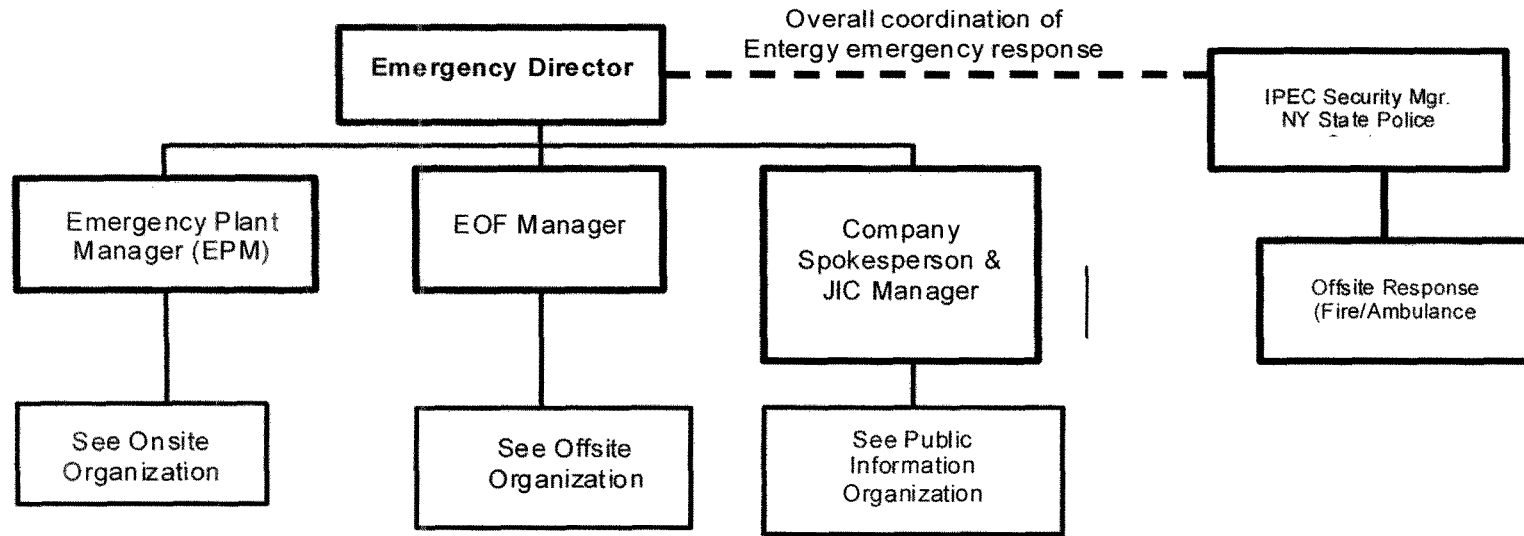 Overall coordination of
Entergy emergency response
Emergency Director
IPEC Security Mgr.
NY State Police
Emergency Plant
Manager (EPM)
EOF Manager
Company
Spokesperson &
JIC Manager
Offsite Response
(Fire/Ambulance
See Onsite
Organization
See Offsite
Organization
See Public
Information
Organization